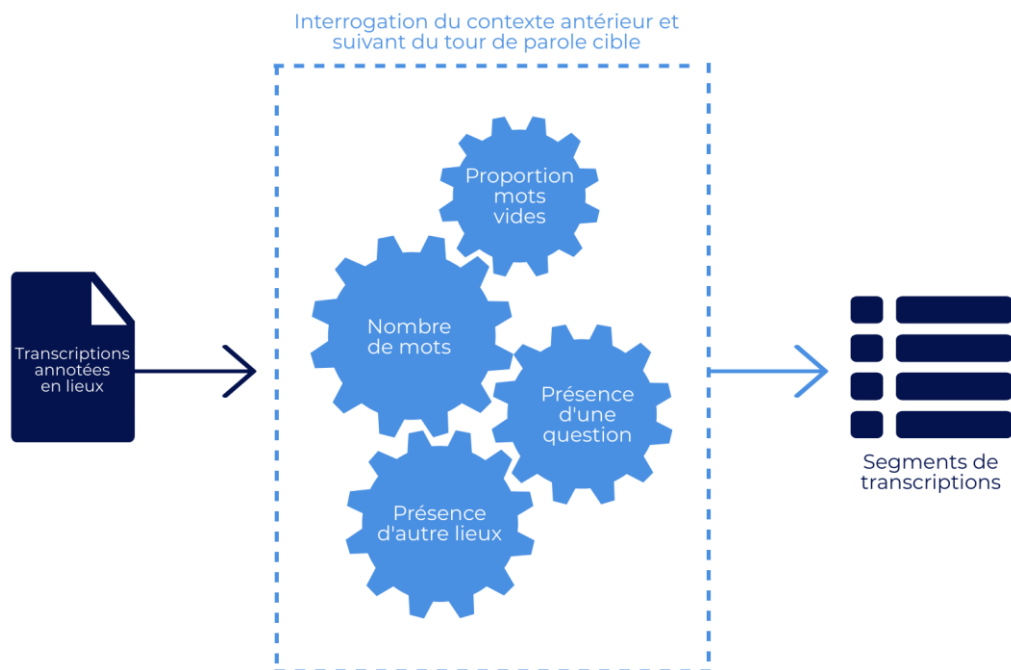 Interrogation du contexte antérieur et
suivant du tour de parole cible
Proportion
mots
vides
Nombre
de mots
Transcriptions
annotées
en lieux
Présence
d'une
question
Présence
d'autre lieux
Segments de
transcriptions